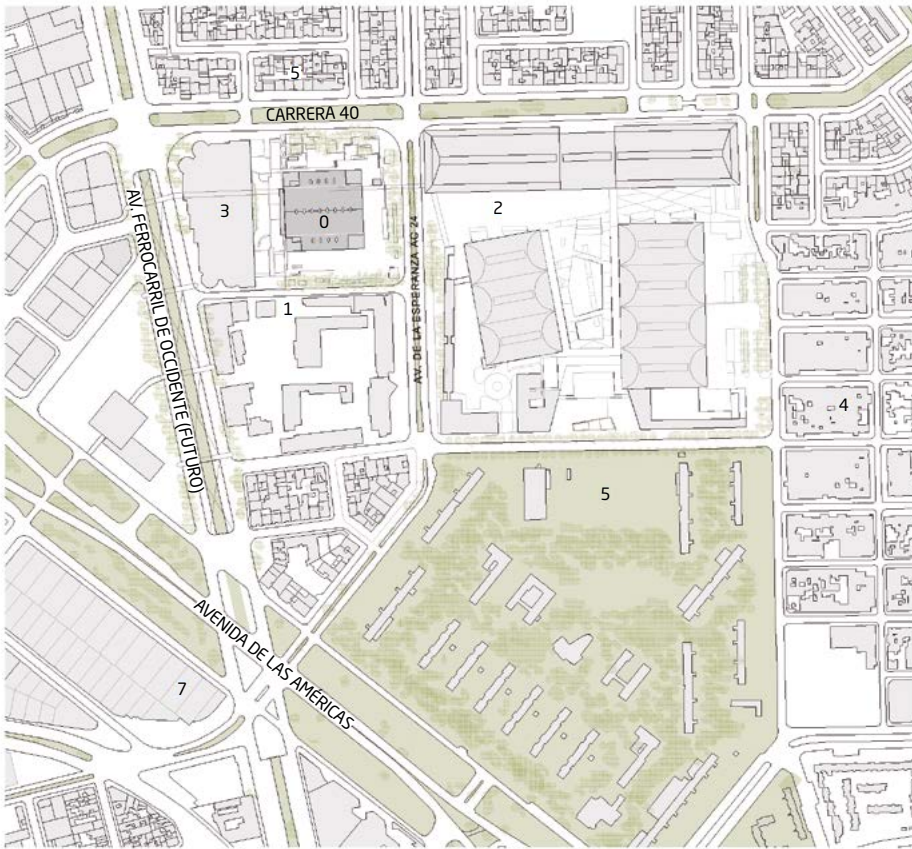 5
CARRERA 40
3
0
2
1
AV. FERROCARRIL DE OCCIDENTE (FUTURO)
AV. DE LA ESPERANZA AC 24
4
5
AVENIDA DE LAS AMÉRICAS
7